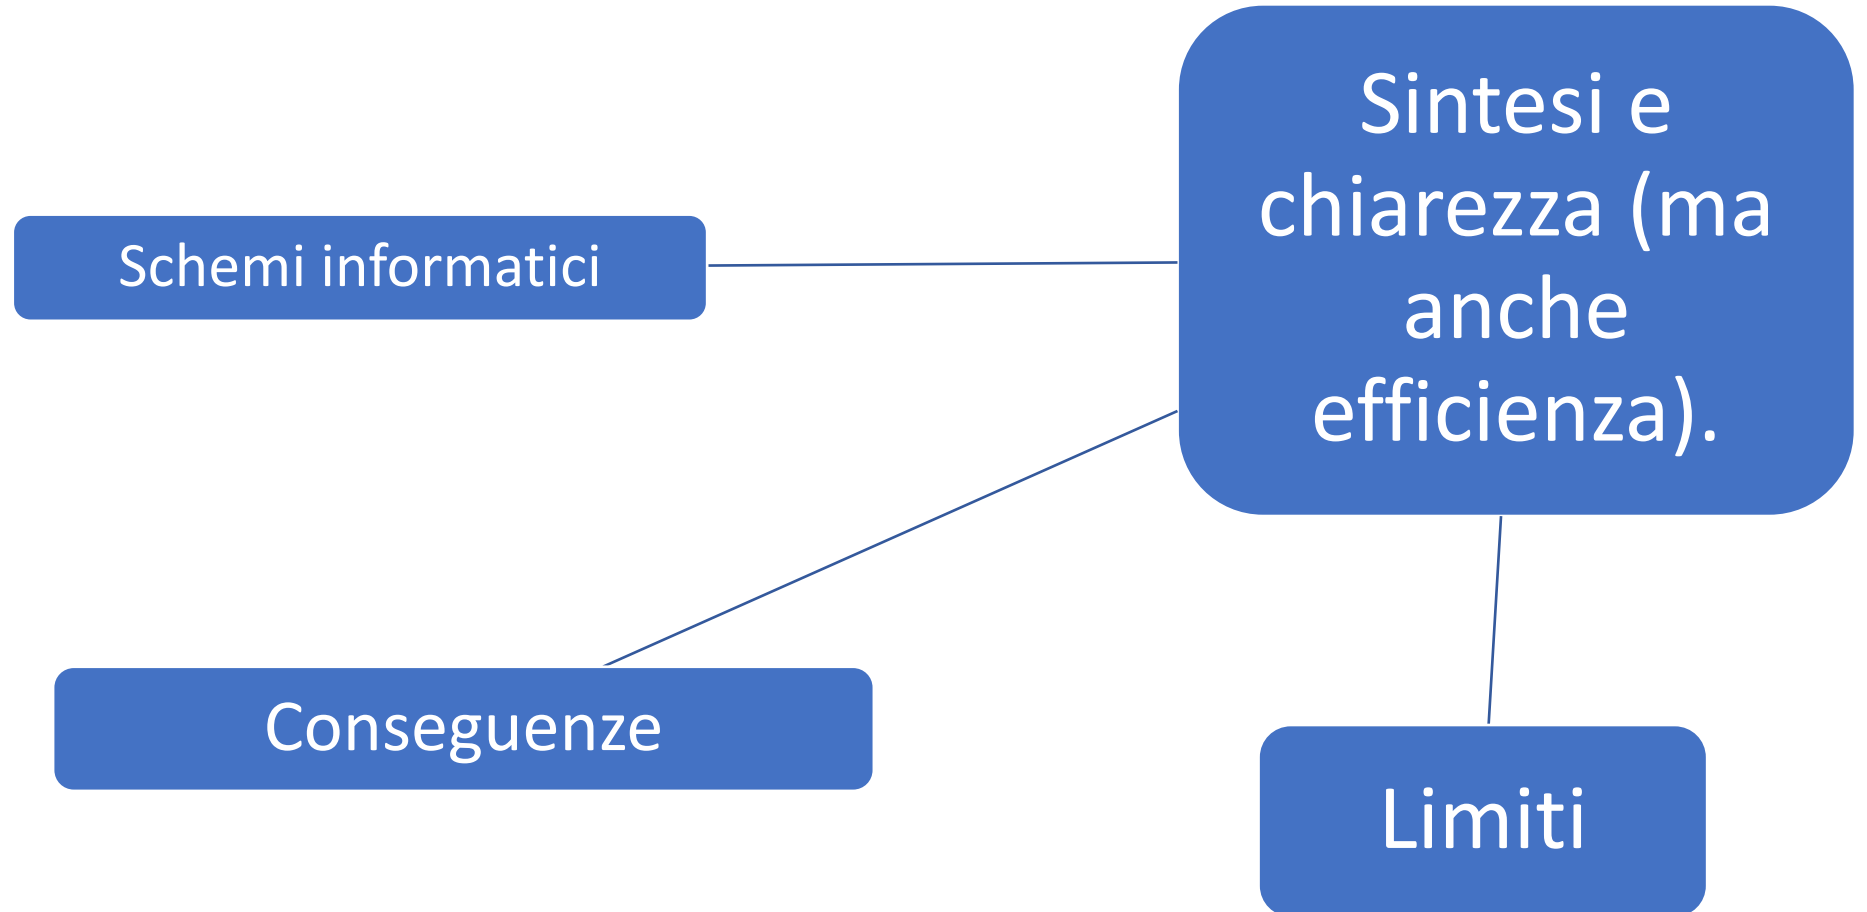 Sintesi e
chiarezza (ma
anche
efficienza).
Schemi informatici
Conseguenze
Limiti